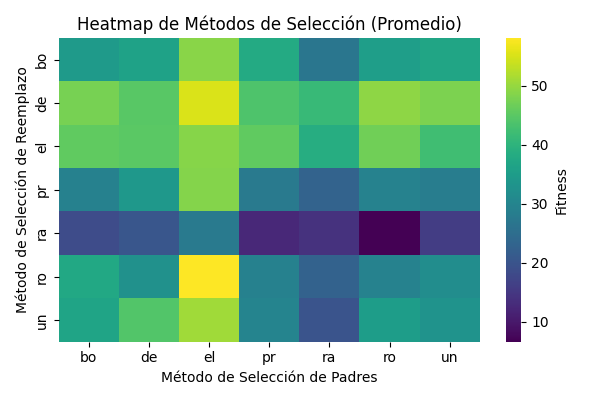 Heatmap de Métodos de Selección (Promedio)
Método de Selección de Reemplazo
bo
de
el
pr
ra
ro
un
bo de el pr ra ro un
Método de Selección de Padres
50
40
30
20
10
Fitness